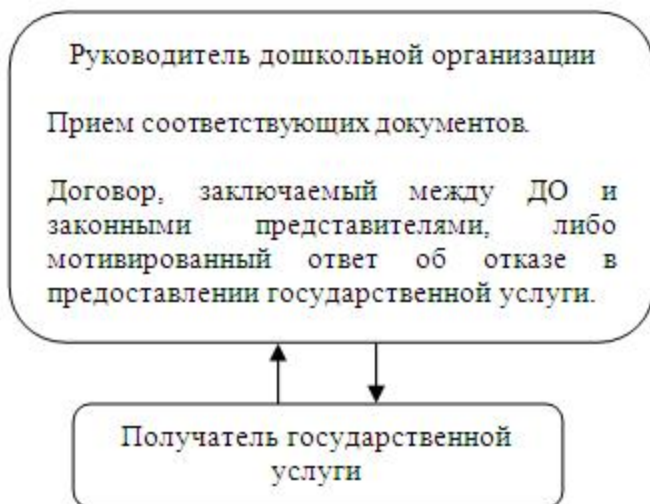 Руководитель дошкольной организации
Прием соответствующих документов.
Договор, заключаемый между ДО и
законными представителями, либо
мотивированный ответ об отказе в
предоставлении государственной услуги.
Получатель государственной
услуги